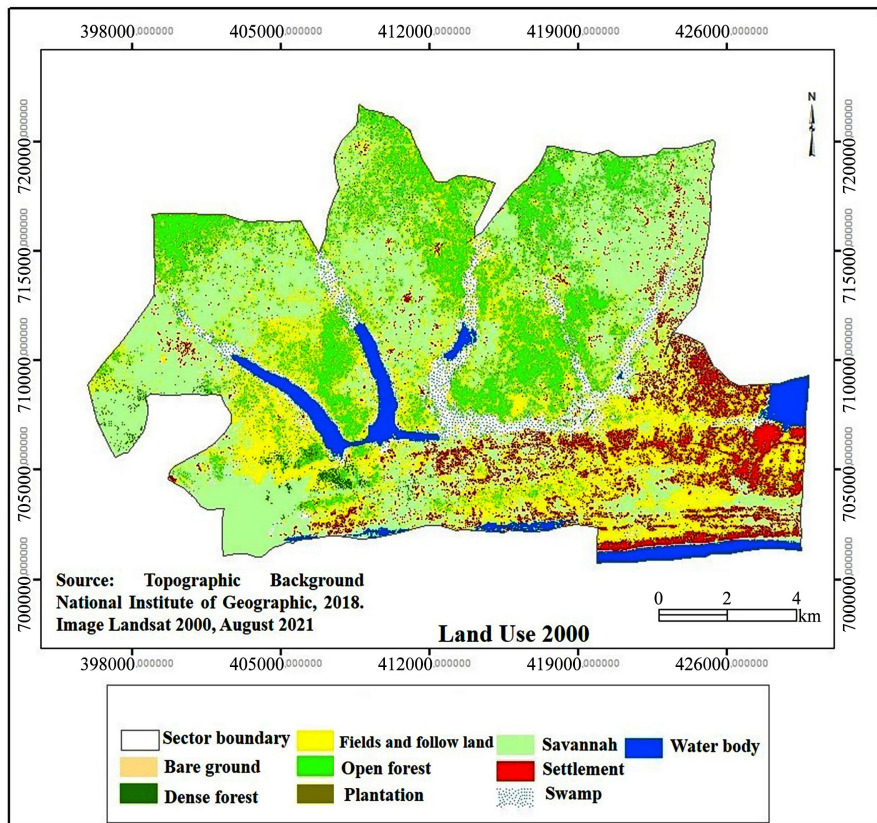 398000.000000 405000.000000 412000.000000 419000.000000 426000.000000
N
720000.000000 720000.000000
715000.000000 715000.000000
710000.000000 710000.000000
705000.000000 705000.000000
700000.000000 700000.000000
Source: Topographic Background
National Institute of Geographic, 2018.
Image Landsat 2000, August 2021
0 2 4
km
Land Use 2000
398000.000000 405000.000000 412000.000000 419000.000000 426000.000000
Sector boundary Fields and follow land Savannah Water body
Bare ground Open forest Settlement
Dense forest Plantation Swamp